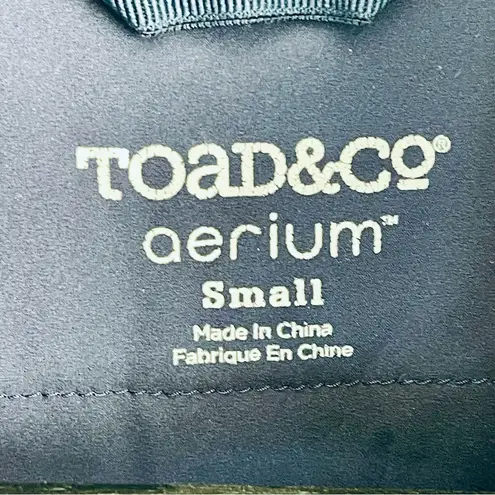 TOAD&CO®
aerium™
Small
Made In China
Fabrique En Chine